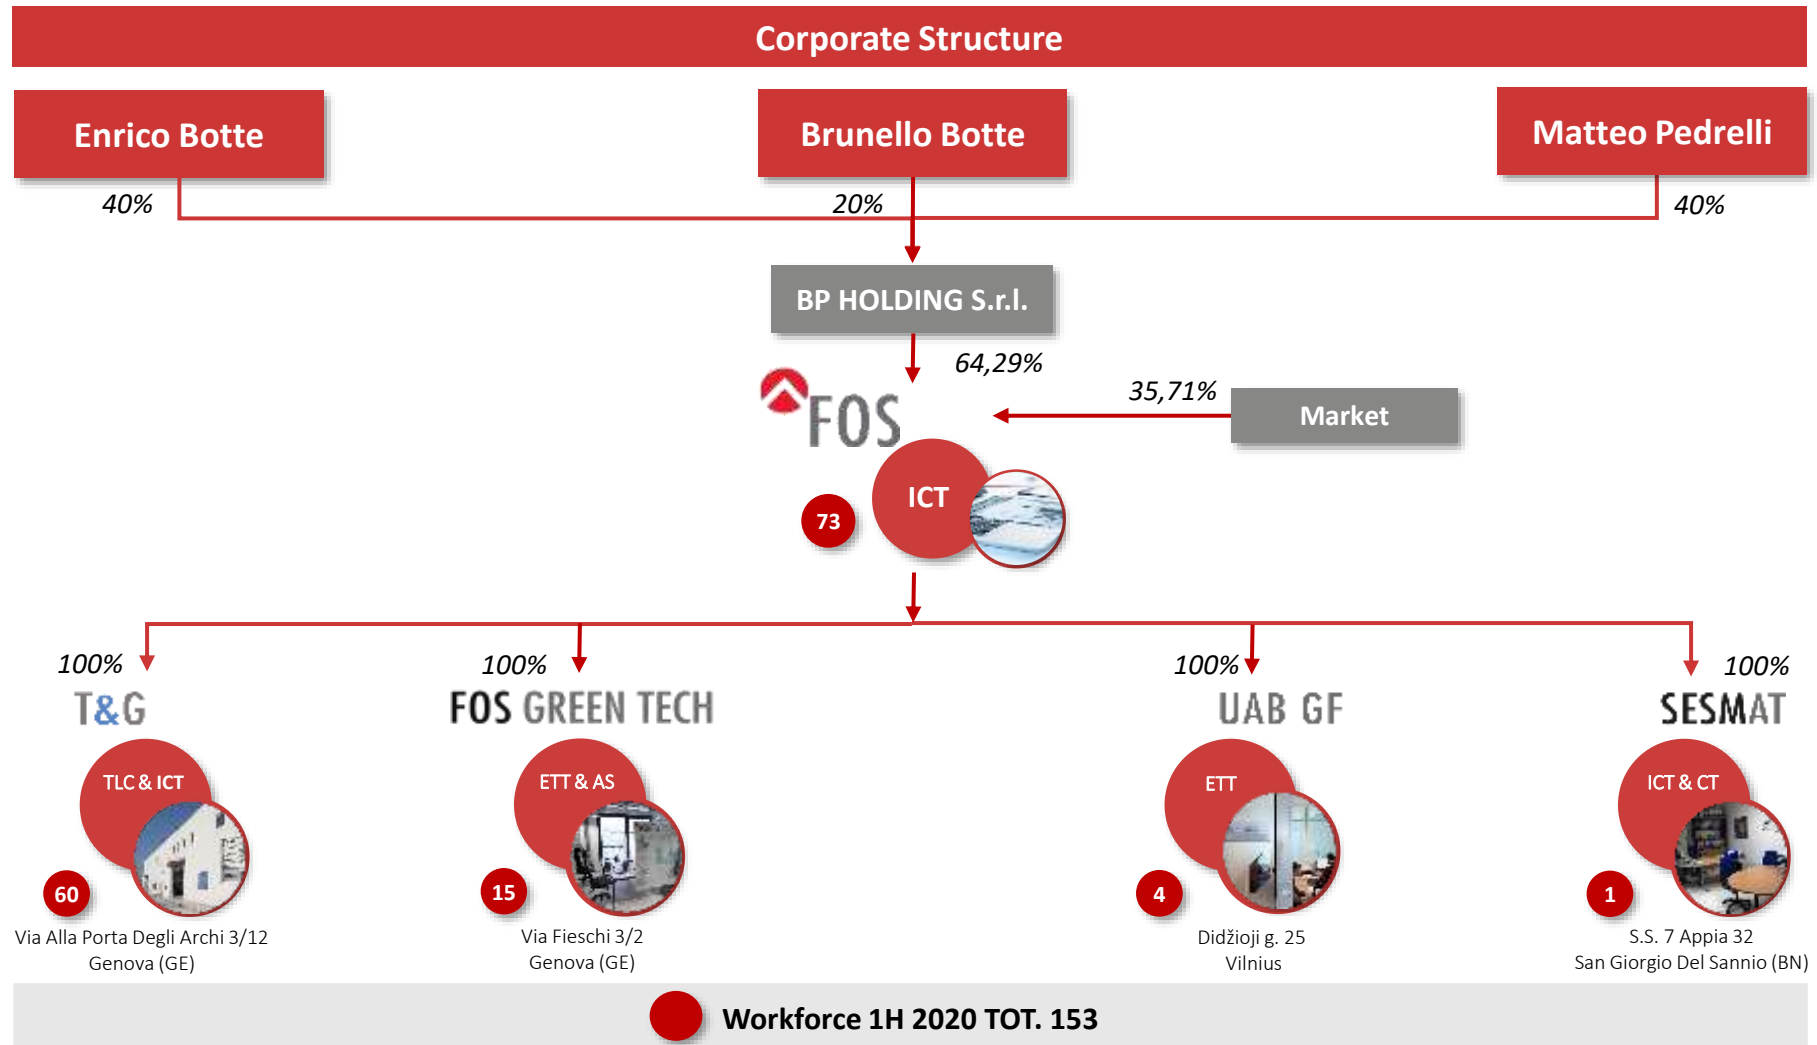 Corporate Structure
Enrico Botte
Brunello Botte
Matteo Pedrelli
40%
20%
40%
BP HOLDING S.r.l.
64,29%
35,71%
Market
FOS
ICT
73
100%
100%
100%
100%
T&G
FOS GREEN TECH
UAB GF
SESMAT
TLC & ICT
ETT & AS
ETT
ICT & CT
60
15
4
1
Via Alla Porta Degli Archi 3/12
Genova (GE)
Via Fieschi 3/2
Genova (GE)
Didžioji g. 25
Vilnius
S.S. 7 Appia 32
San Giorgio Del Sannio (BN)
Workforce 1H 2020 TOT. 153